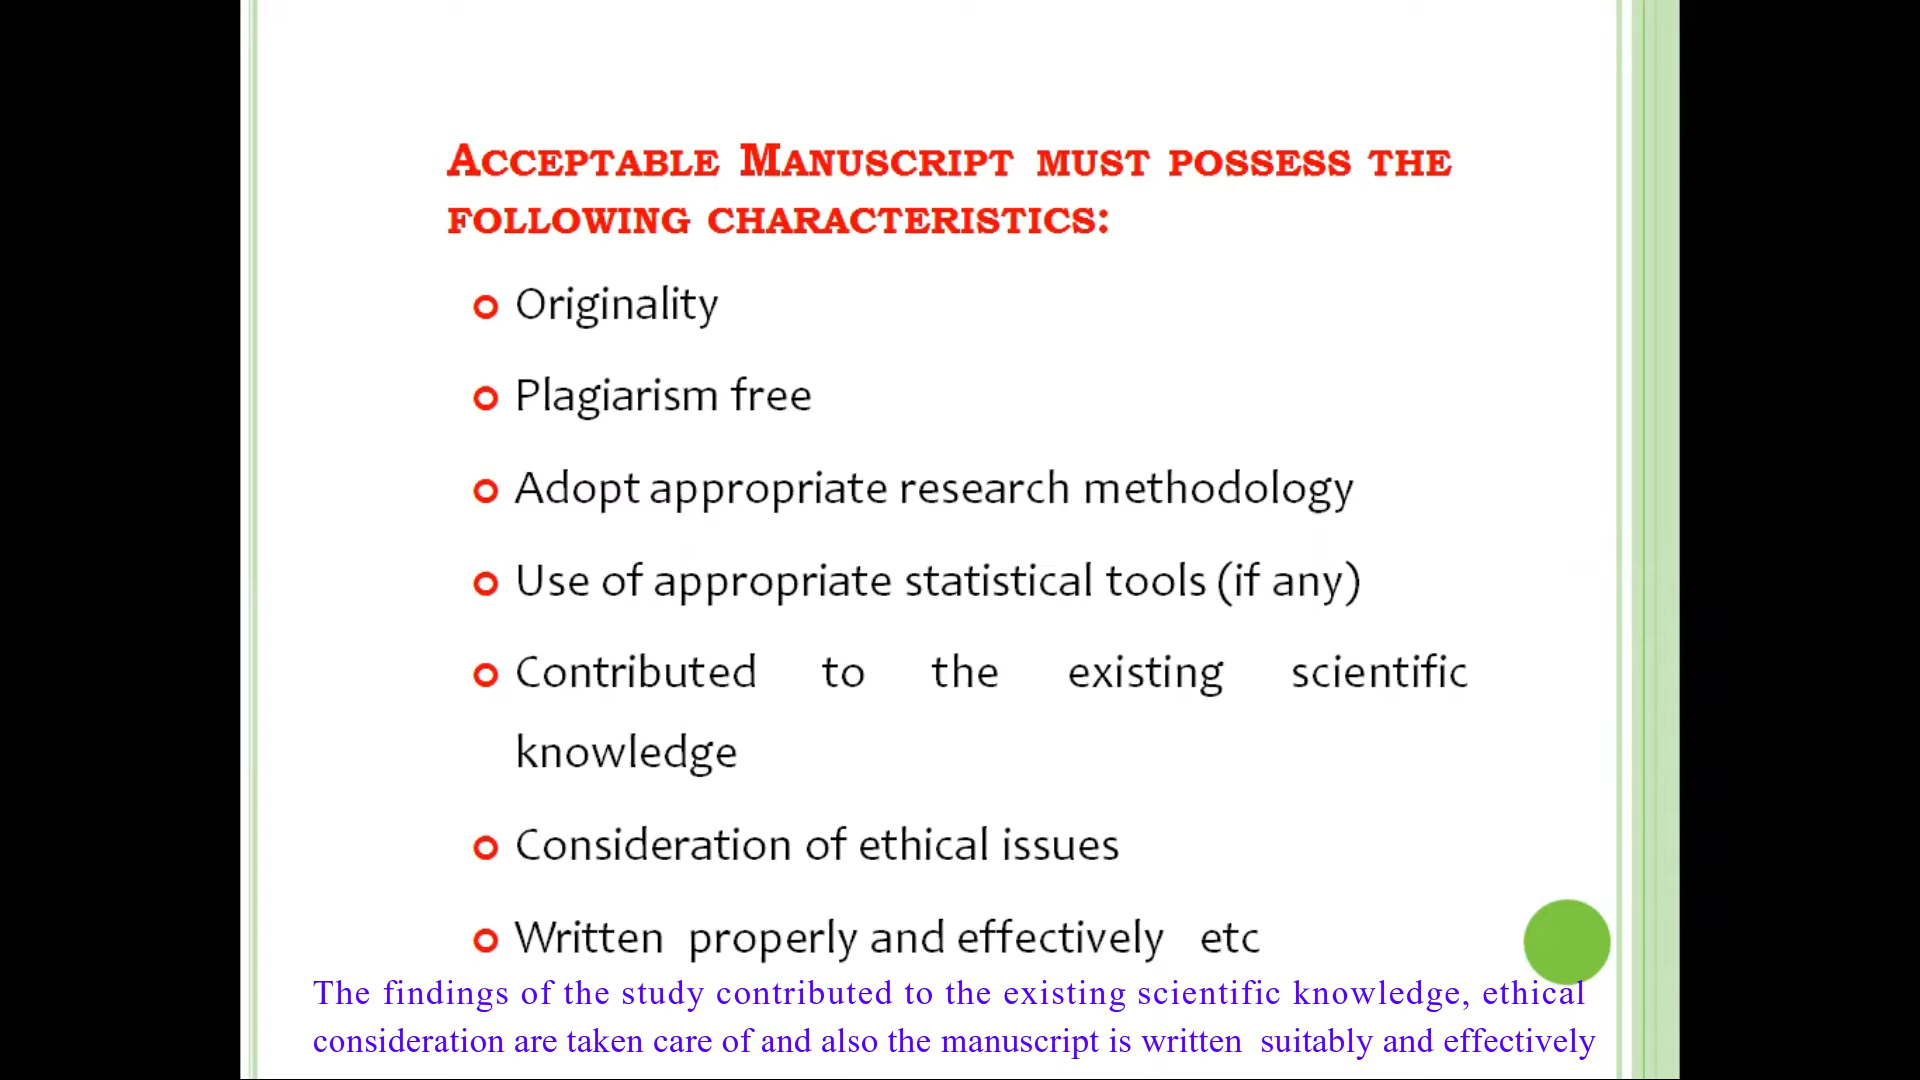 Acceptable Manuscript must possess the
following characteristics:
Originality
Plagiarism free
Adopt appropriate research methodology
Use of appropriate statistical tools (if any)
Contributed to the existing scientific
knowledge
Consideration of ethical issues
Written properly and effectively etc
The findings of the study contributed to the existing scientific knowledge, ethical
consideration are taken care of and also the manuscript is written suitably and effectively